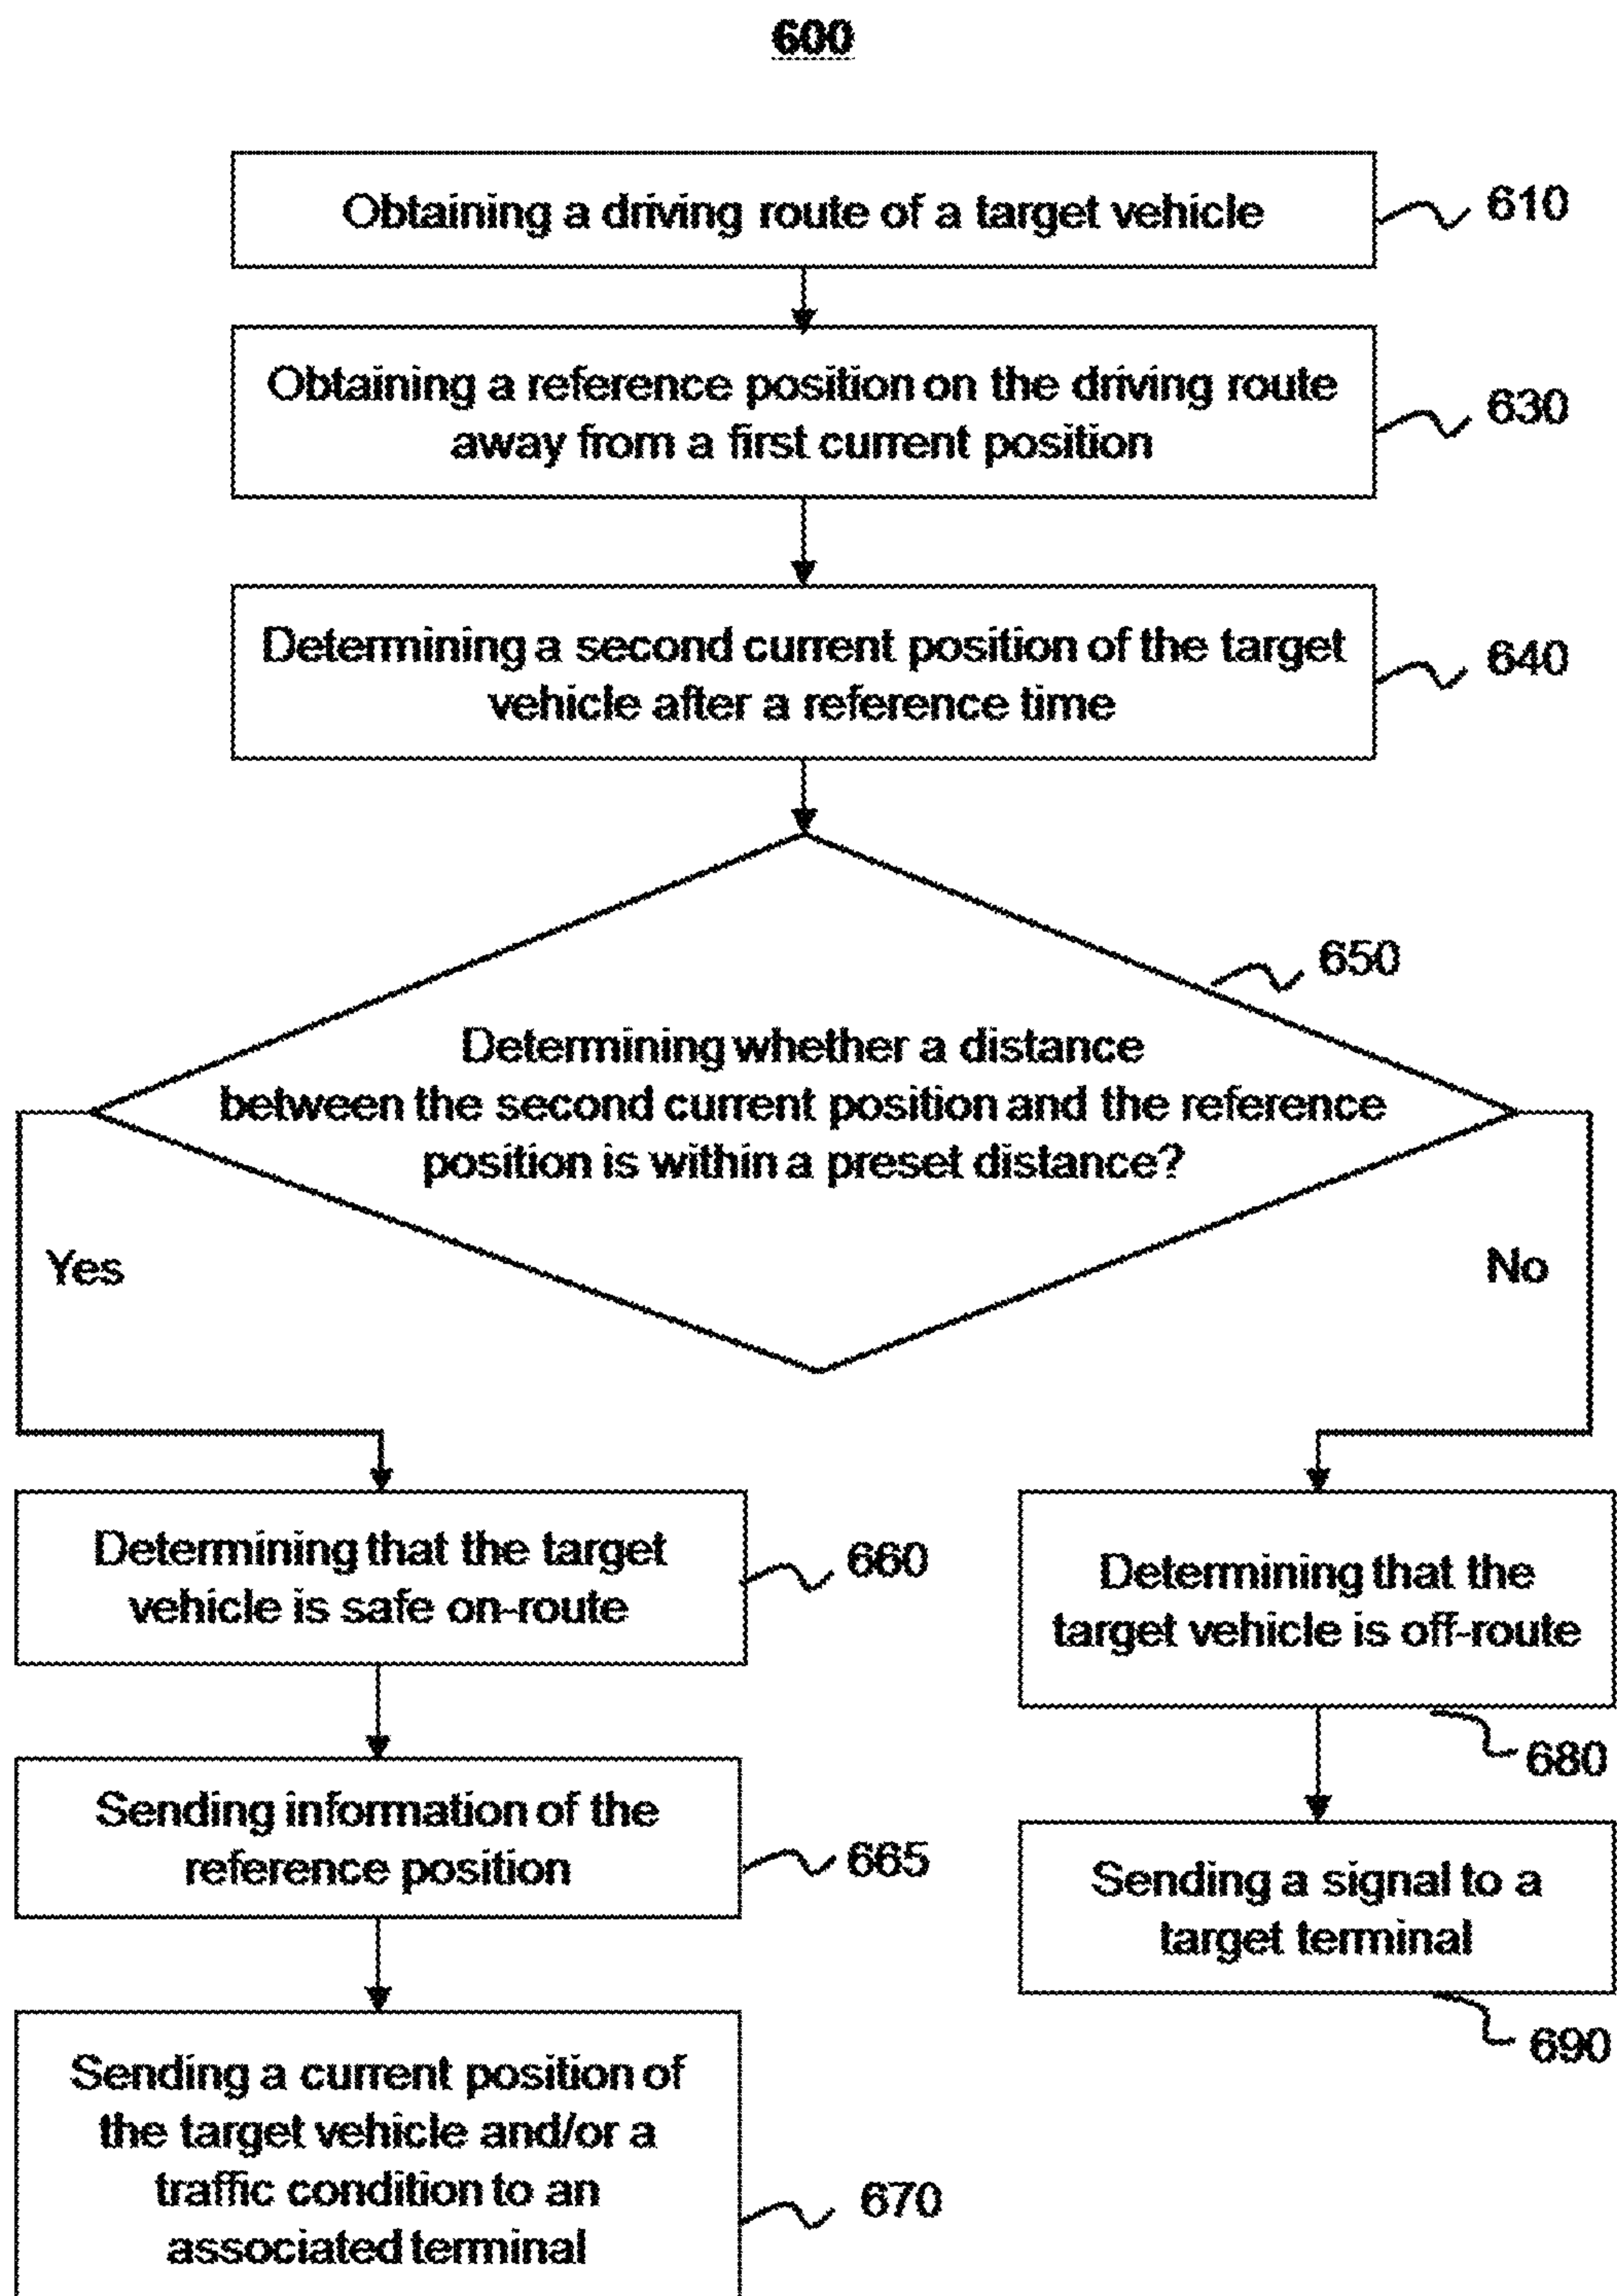 600
Obtaining a driving route of a target vehicle
610
Obtaining a reference position on the driving route
away from a first current position
630
Determining a second current position of the target
vehicle after a reference time
640
650
Determining whether a distance
between the second current position and the reference
position is within a preset distance?
Yes
No
Determining that the target
vehicle is safe on-route
660
Determining that the
target vehicle is off-route
680
Sending information of the
reference position
665
Sending a signal to a
target terminal
690
Sending a current position of
the target vehicle and/or a
traffic condition to an
associated terminal
670